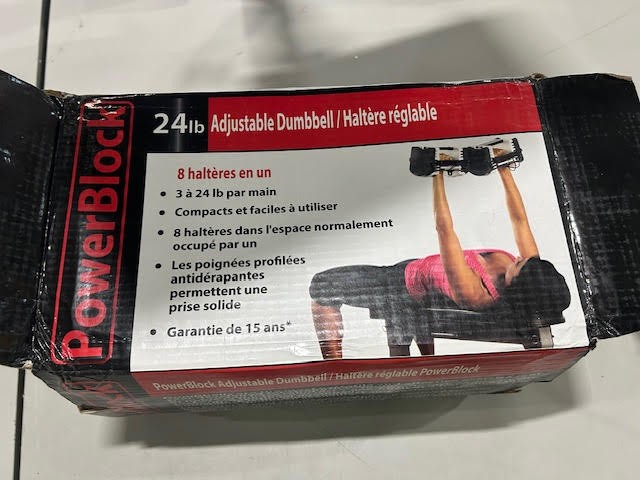 PowerBlock
24lb Adjustable Dumbbell / Haltère réglable
8 haltères en un
• 3 à 24 lb par main
• Compacts et faciles à utiliser
• 8 haltères dans l'espace normalement
occupé par un
• Les poignées profilées
antidérapantes
permettent une
prise solide
• Garantie de 15 ans*
PowerBlock Adjustable Dumbbell / Haltère réglable PowerBlock